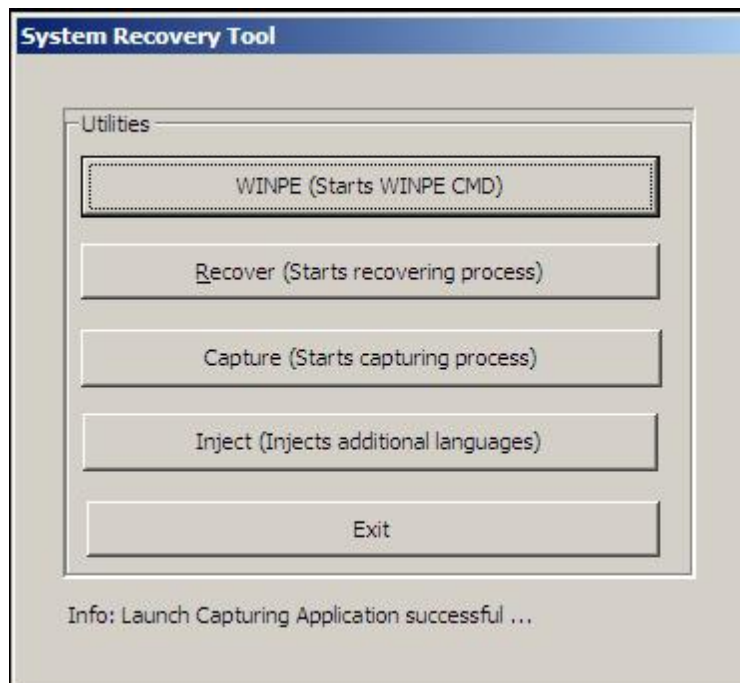 System Recovery Tool
Utilities
WINPE (Starts WINPE CMD)
Recover (Starts recovering process)
Capture (Starts capturing process)
Inject (Injects additional languages)
Exit
Info: Launch Capturing Application successful ...